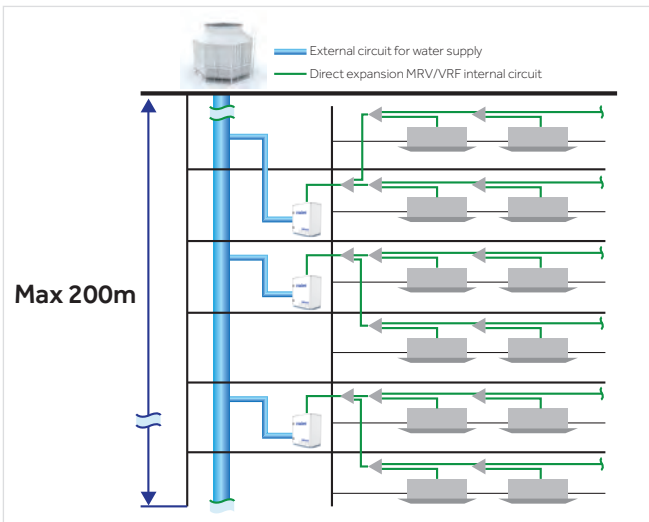 External circuit for water supply
Direct expansion MRV/VRF internal circuit
Max 200m